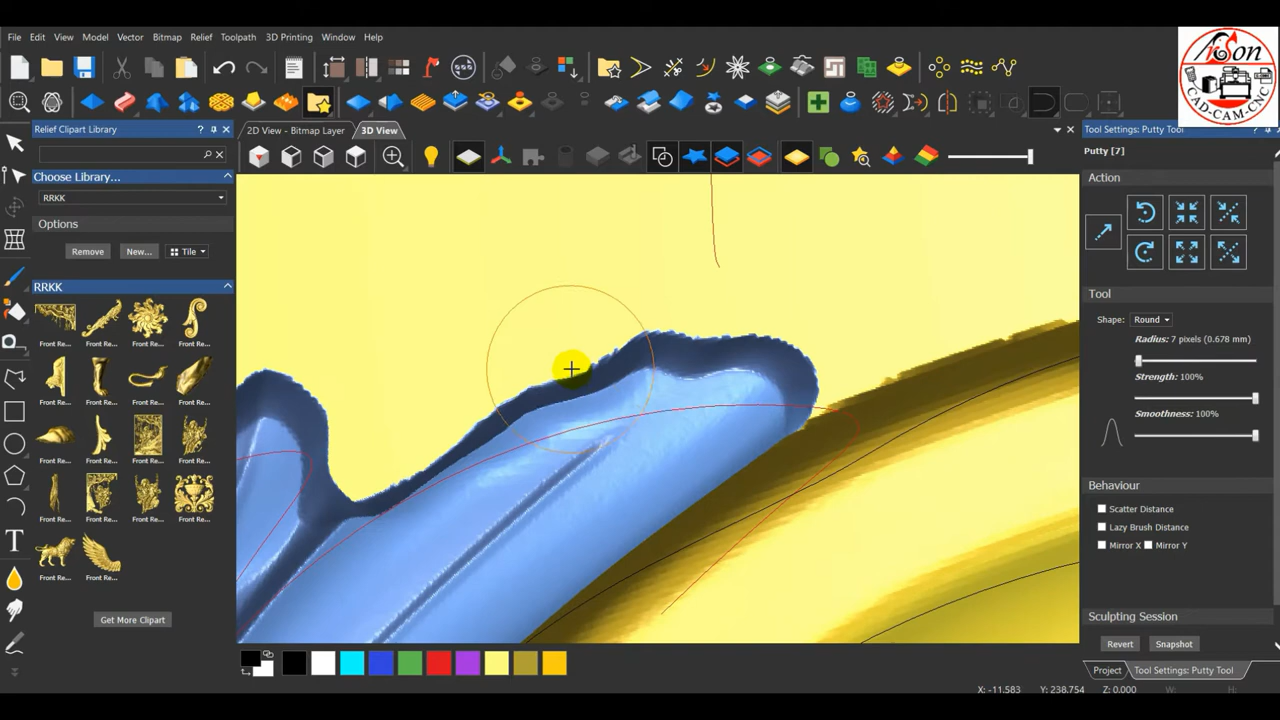 File Edit View Model Vector Bitmap Relief Toolpath 3D Printing Window Help
ArSon
CAD-CAM-CNC
Relief Clipart Library
2D View - Bitmap Layer 3D View
Tool Settings: Putty Tool
Putty [7]
Choose Library...
RRKK
Options
Remove New... Tile
RRKK
Front Re... Front Re... Front Re... Front Re...
Front Re... Front Re... Front Re... Front Re...
Front Re... Front Re... Front Re... Front Re...
Front Re... Front Re... Front Re... Front Re...
Front Re... Front Re...
Get More Clipart
Action
Tool
Shape: Round
Radius: 7 pixels (0.678 mm)
Strength: 100%
Smoothness: 100%
Behaviour
Scatter Distance
Lazy Brush Distance
Mirror X Mirror Y
Sculpting Session
Revert Snapshot
Project Tool Settings: Putty Tool
X: -11.583 Y: 238.754 Z: 0.000 W: H: